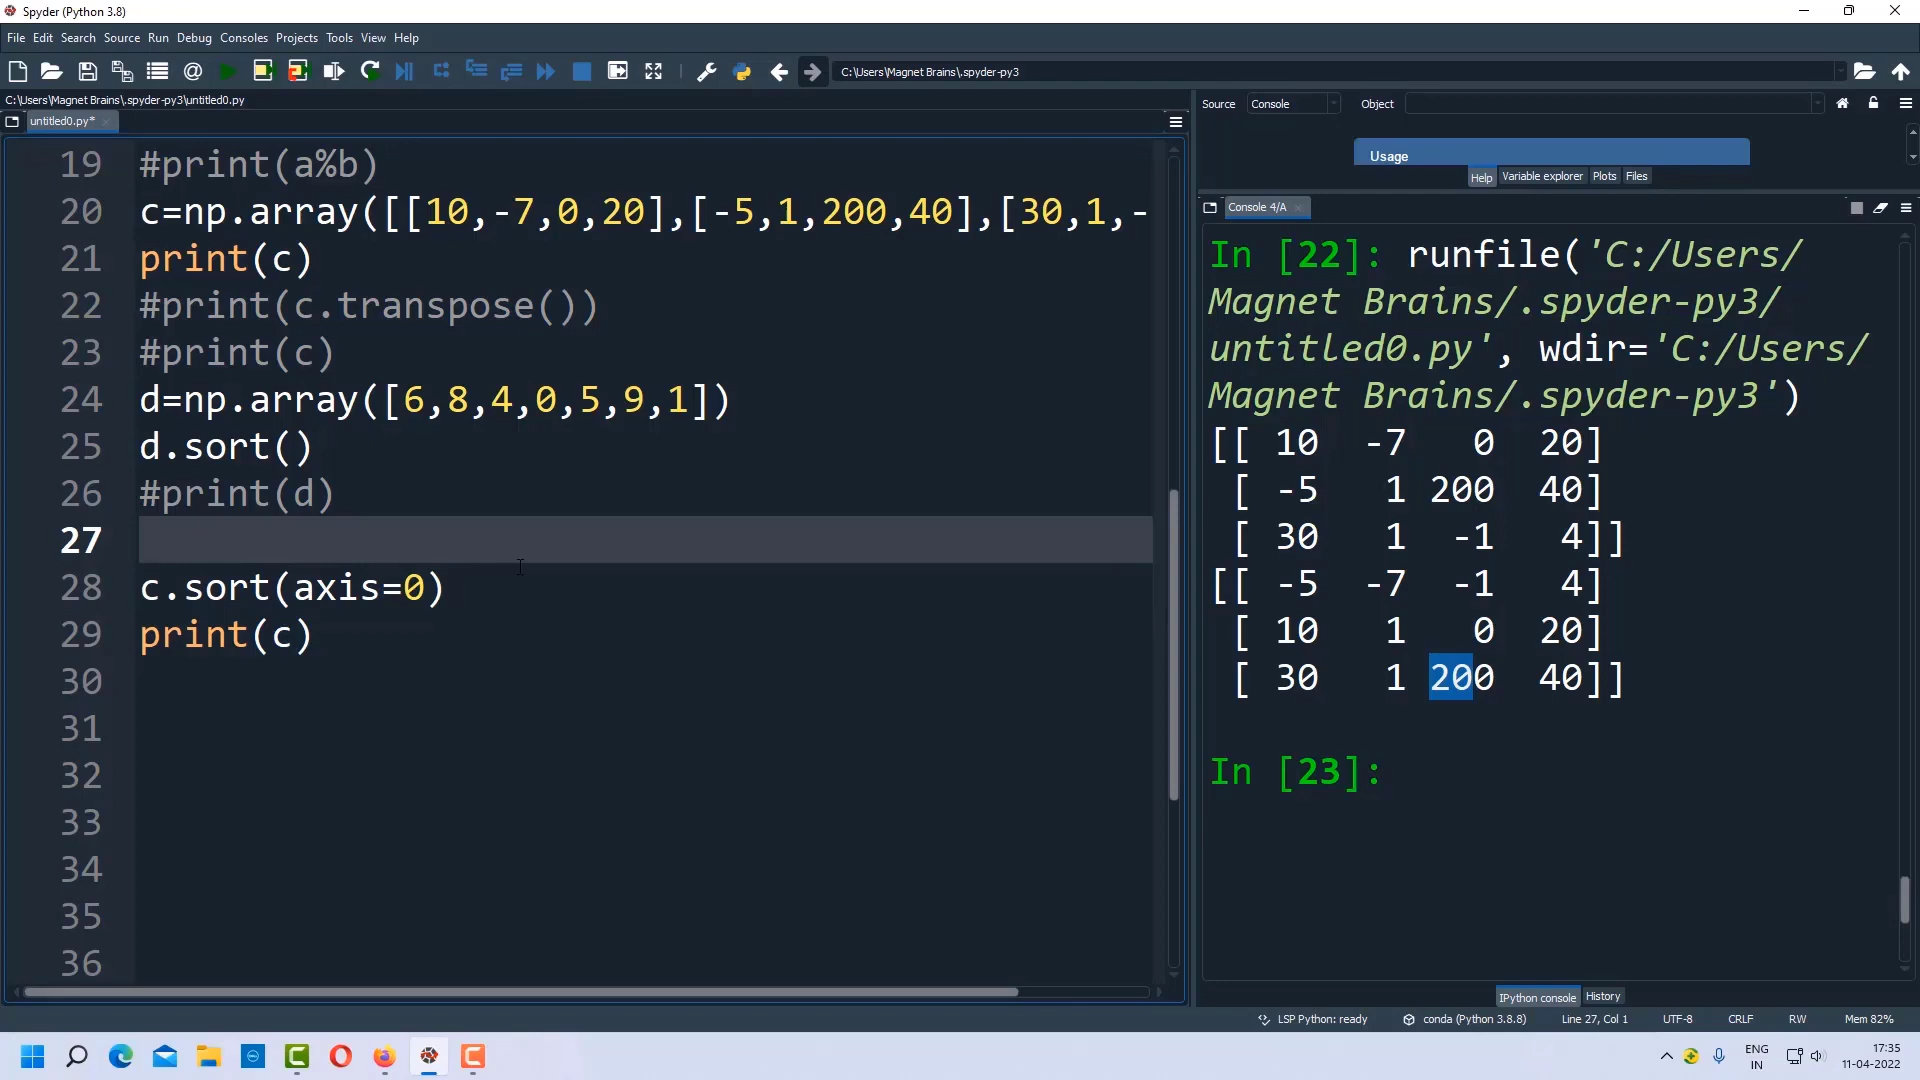 Spyder (Python 3.8)
File Edit Search Source Run Debug Consoles Projects Tools View Help
C:\Users\Magnet Brains\.spyder-py3
C:\Users\Magnet Brains\.spyder-py3\untitled0.py
untitled0.py*
19 #print(a%b)
20 c=np.array([[10,-7,0,20],[-5,1,200,40],[30,1,-
21 print(c)
22 #print(c.transpose())
23 #print(c)
24 d=np.array([6,8,4,0,5,9,1])
25 d.sort()
26 #print(d)
27
28 c.sort(axis=0)
29 print(c)
30
31
32
33
34
35
36
Source Console Object
Usage
Help Variable explorer Plots Files
Console 4/A
In [22]: runfile('C:/Users/
Magnet Brains/.spyder-py3/
untitled0.py', wdir='C:/Users/
Magnet Brains/.spyder-py3')
[[ 10 -7 0 20]
[ -5 1 200 40]
[ 30 1 -1 4]]
[[ -5 -7 -1 4]
[ 10 1 0 20]
[ 30 1 200 40]]
In [23]:
IPython console History
LSP Python: ready conda (Python 3.8.8) Line 27, Col 1 UTF-8 CRLF RW Mem 82%
ENG
IN
17:35
11-04-2022